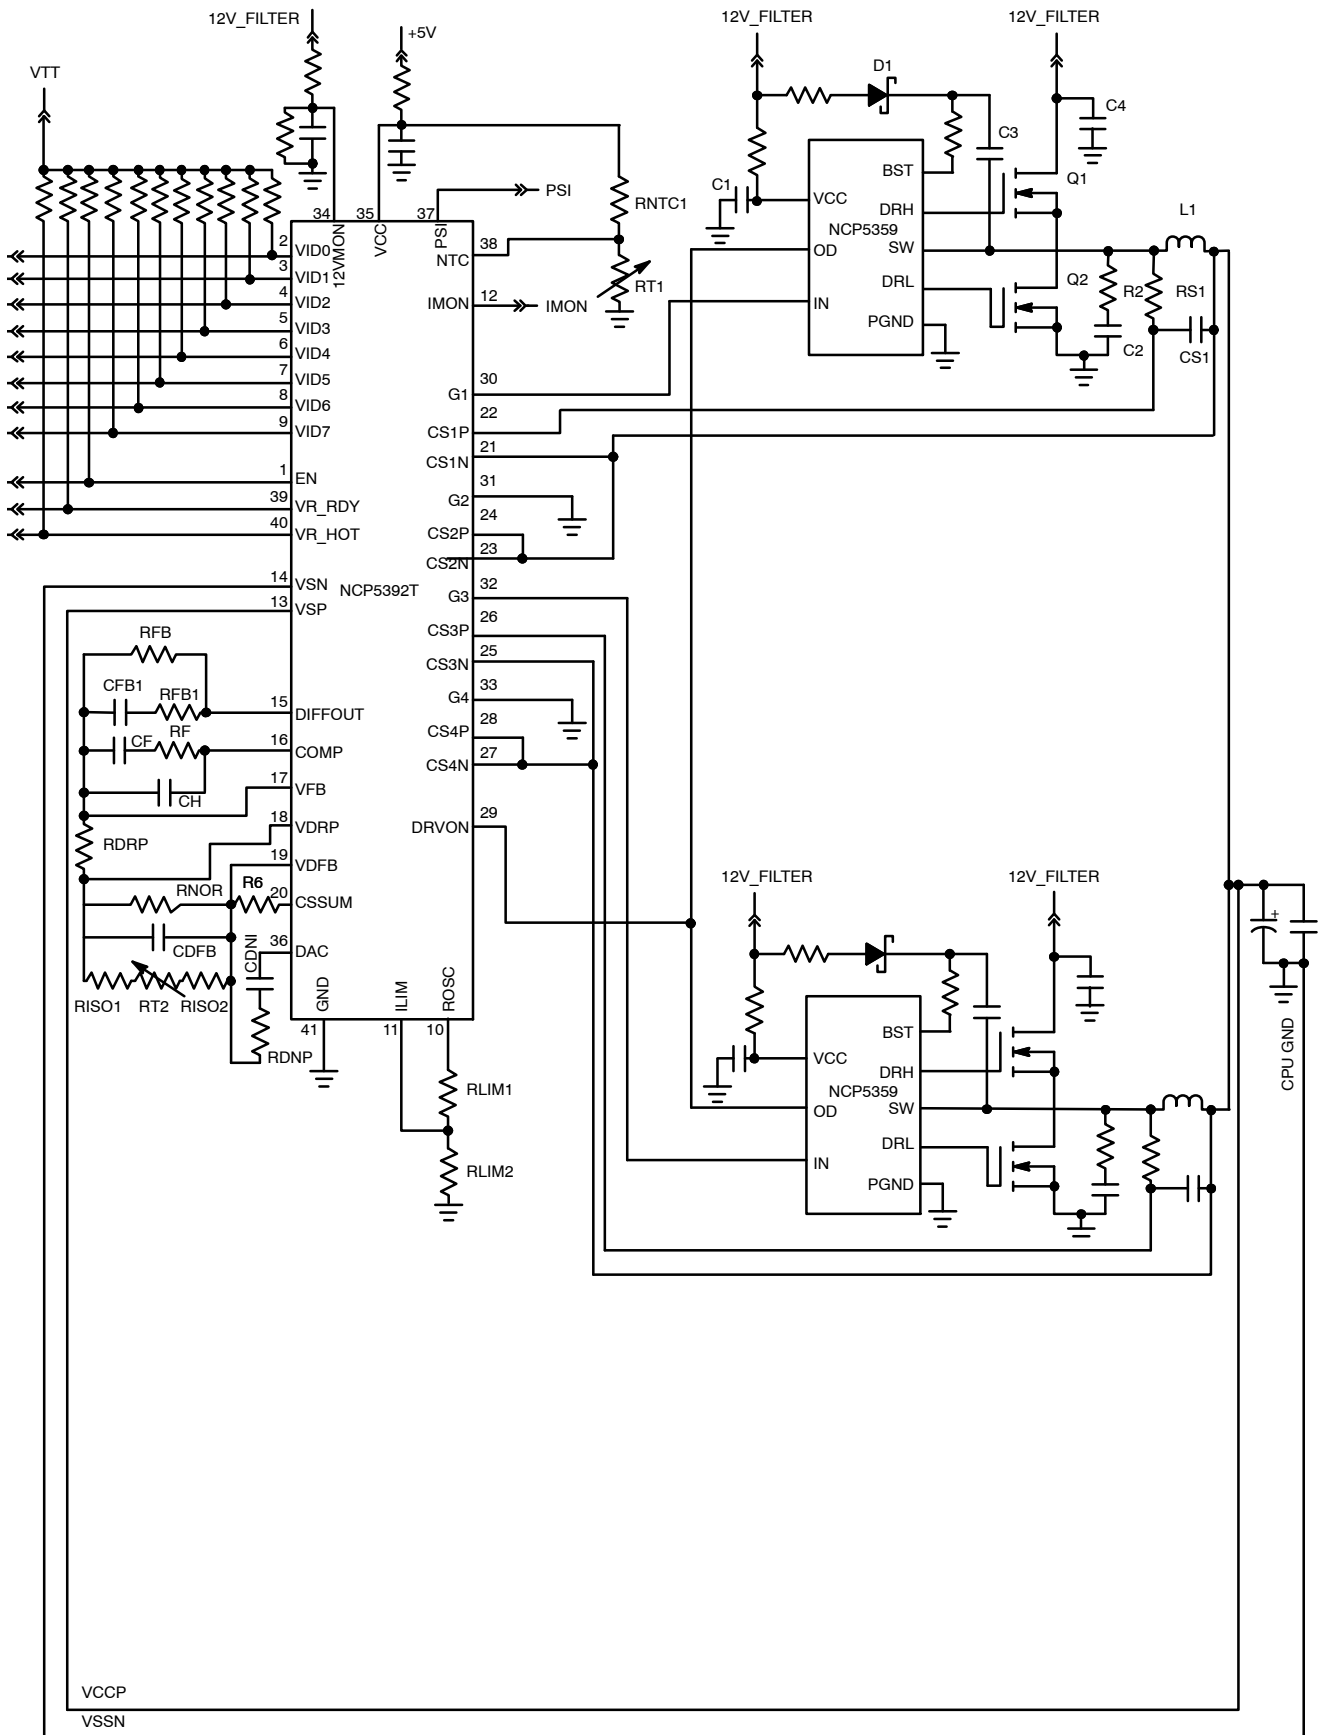 12V_FILTER
+5V
12V_FILTER
12V_FILTER
VTT
D1
C4
C3
C1
BST
VCC
DRH
NCP5359
OD
SW
DRL
IN
PGND
Q1
L1
Q2
R2
RS1
C2
CS1
PSI
RNTC1
RT1
IMON
34
35
37
12VMON
VCC
PSI
2
VID0
3
VID1
4
VID2
5
VID3
6
VID4
7
VID5
8
VID6
9
VID7
1
EN
39
VR_RDY
40
VR_HOT
14
VSN
13
VSP
NCP5392T
38
NTC
12
IMON
30
G1
22
CS1P
21
CS1N
31
G2
24
CS2P
23
CS2N
32
G3
26
CS3P
25
CS3N
33
G4
28
CS4P
27
CS4N
29
DRVON
RFB
CFB1
RFB1
15
DIFFOUT
CF
RF
16
COMP
17
VFB
CH
18
VDRP
RDRP
19
VDFB
RNOR
R6
20
CSSUM
CDFB
CDNI
36
DAC
RISO1
RT2
RISO2
RDNP
GND
ILIM
ROSC
41
11
10
RLIM1
RLIM2
12V_FILTER
12V_FILTER
BST
VCC
DRH
NCP5359
OD
SW
DRL
IN
PGND
+
CPU GND
VCCP
VSSN